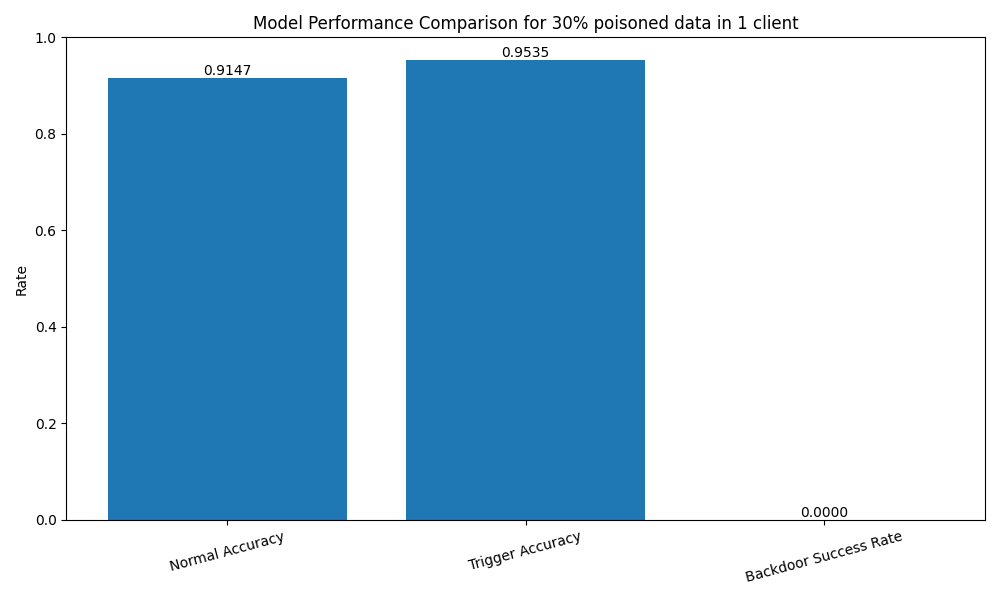 Model Performance Comparison for 30% poisoned data in 1 client
1.0
0.8
0.6
0.4
0.2
0.0
Rate
0.9147
0.9535
0.0000
Normal Accuracy
Trigger Accuracy
Backdoor Success Rate